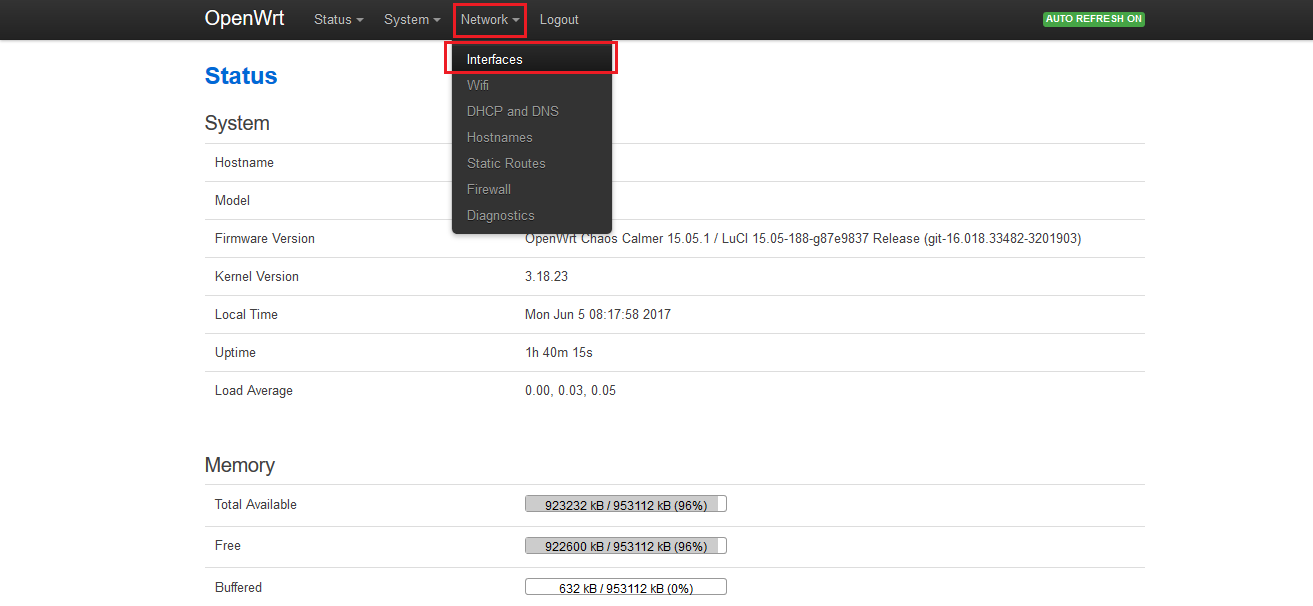 OpenWrt Status System Network Logout AUTO REFRESH ON
Interfaces
Wifi
DHCP and DNS
Hostnames
Static Routes
Firewall
Diagnostics
Status
System
Hostname
Model
Firmware Version OpenWrt Chaos Calmer 15.05.1 / LuCI 15.05-188-g87e9837 Release (git-16.018.33482-3201903)
Kernel Version 3.18.23
Local Time Mon Jun 5 08:17:58 2017
Uptime 1h 40m 15s
Load Average 0.00, 0.03, 0.05
Memory
Total Available 923232 kB / 953112 kB (96%)
Free 922600 kB / 953112 kB (96%)
Buffered 632 kB / 953112 kB (0%)